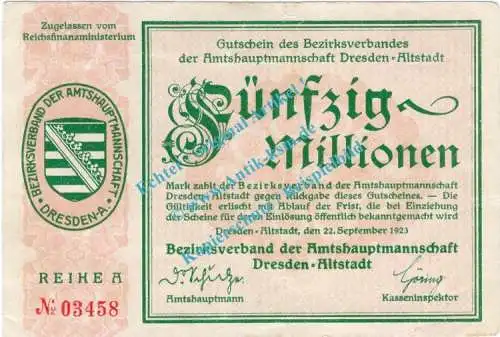 Zugelassen vom
Reichsfinanzministerium
BEZIRKSVERBAND DER AMTSHAUPTMANNSCHAFT
DRESDEN-A.
REIHE A
№ 03458
Gutschein des Bezirksverbandes
der Amtshauptmannschaft Dresden-Altstadt
Fünfzig
Millionen
Mark zahlt der Bezirksverband der Amtshauptmannschaft
Dresden-Altstadt gegen Rückgabe dieses Gutscheines. — Die
Gültigkeit erlischt mit Ablauf der Frist, die bei Einziehung
der Scheine für deren Einlösung öffentlich bekanntgemacht wird
Dresden-Altstadt, den 22. September 1923
Bezirksverband der Amtshauptmannschaft
Dresden-Altstadt
Dr. Schulze
Amtshauptmann
Kasseninspektor